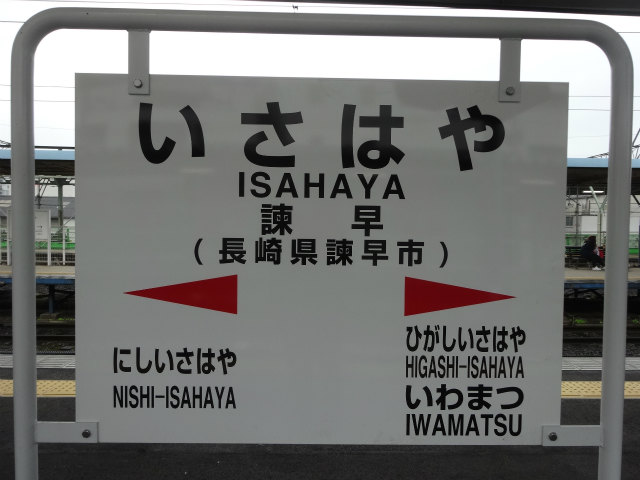 いさはや
ISAHAYA
諫早
(長崎県諫早市)
にしいさはや
NISHI-ISAHAYA
ひがしいさはや
HIGASHI-ISAHAYA
いわまつ
IWAMATSU